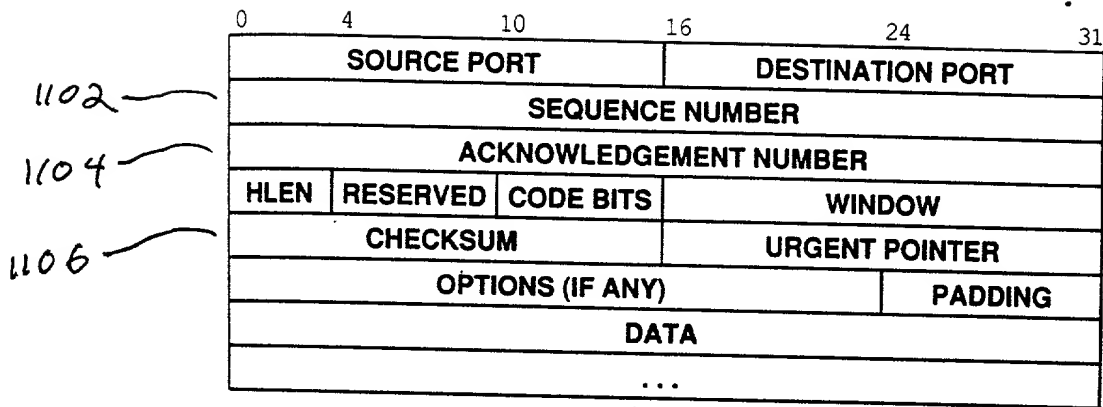 0 4 10 16 24 31
SOURCE PORT DESTINATION PORT
1102 SEQUENCE NUMBER
1104 ACKNOWLEDGEMENT NUMBER
HLEN RESERVED CODE BITS WINDOW
1106 CHECKSUM URGENT POINTER
OPTIONS (IF ANY) PADDING
DATA
...